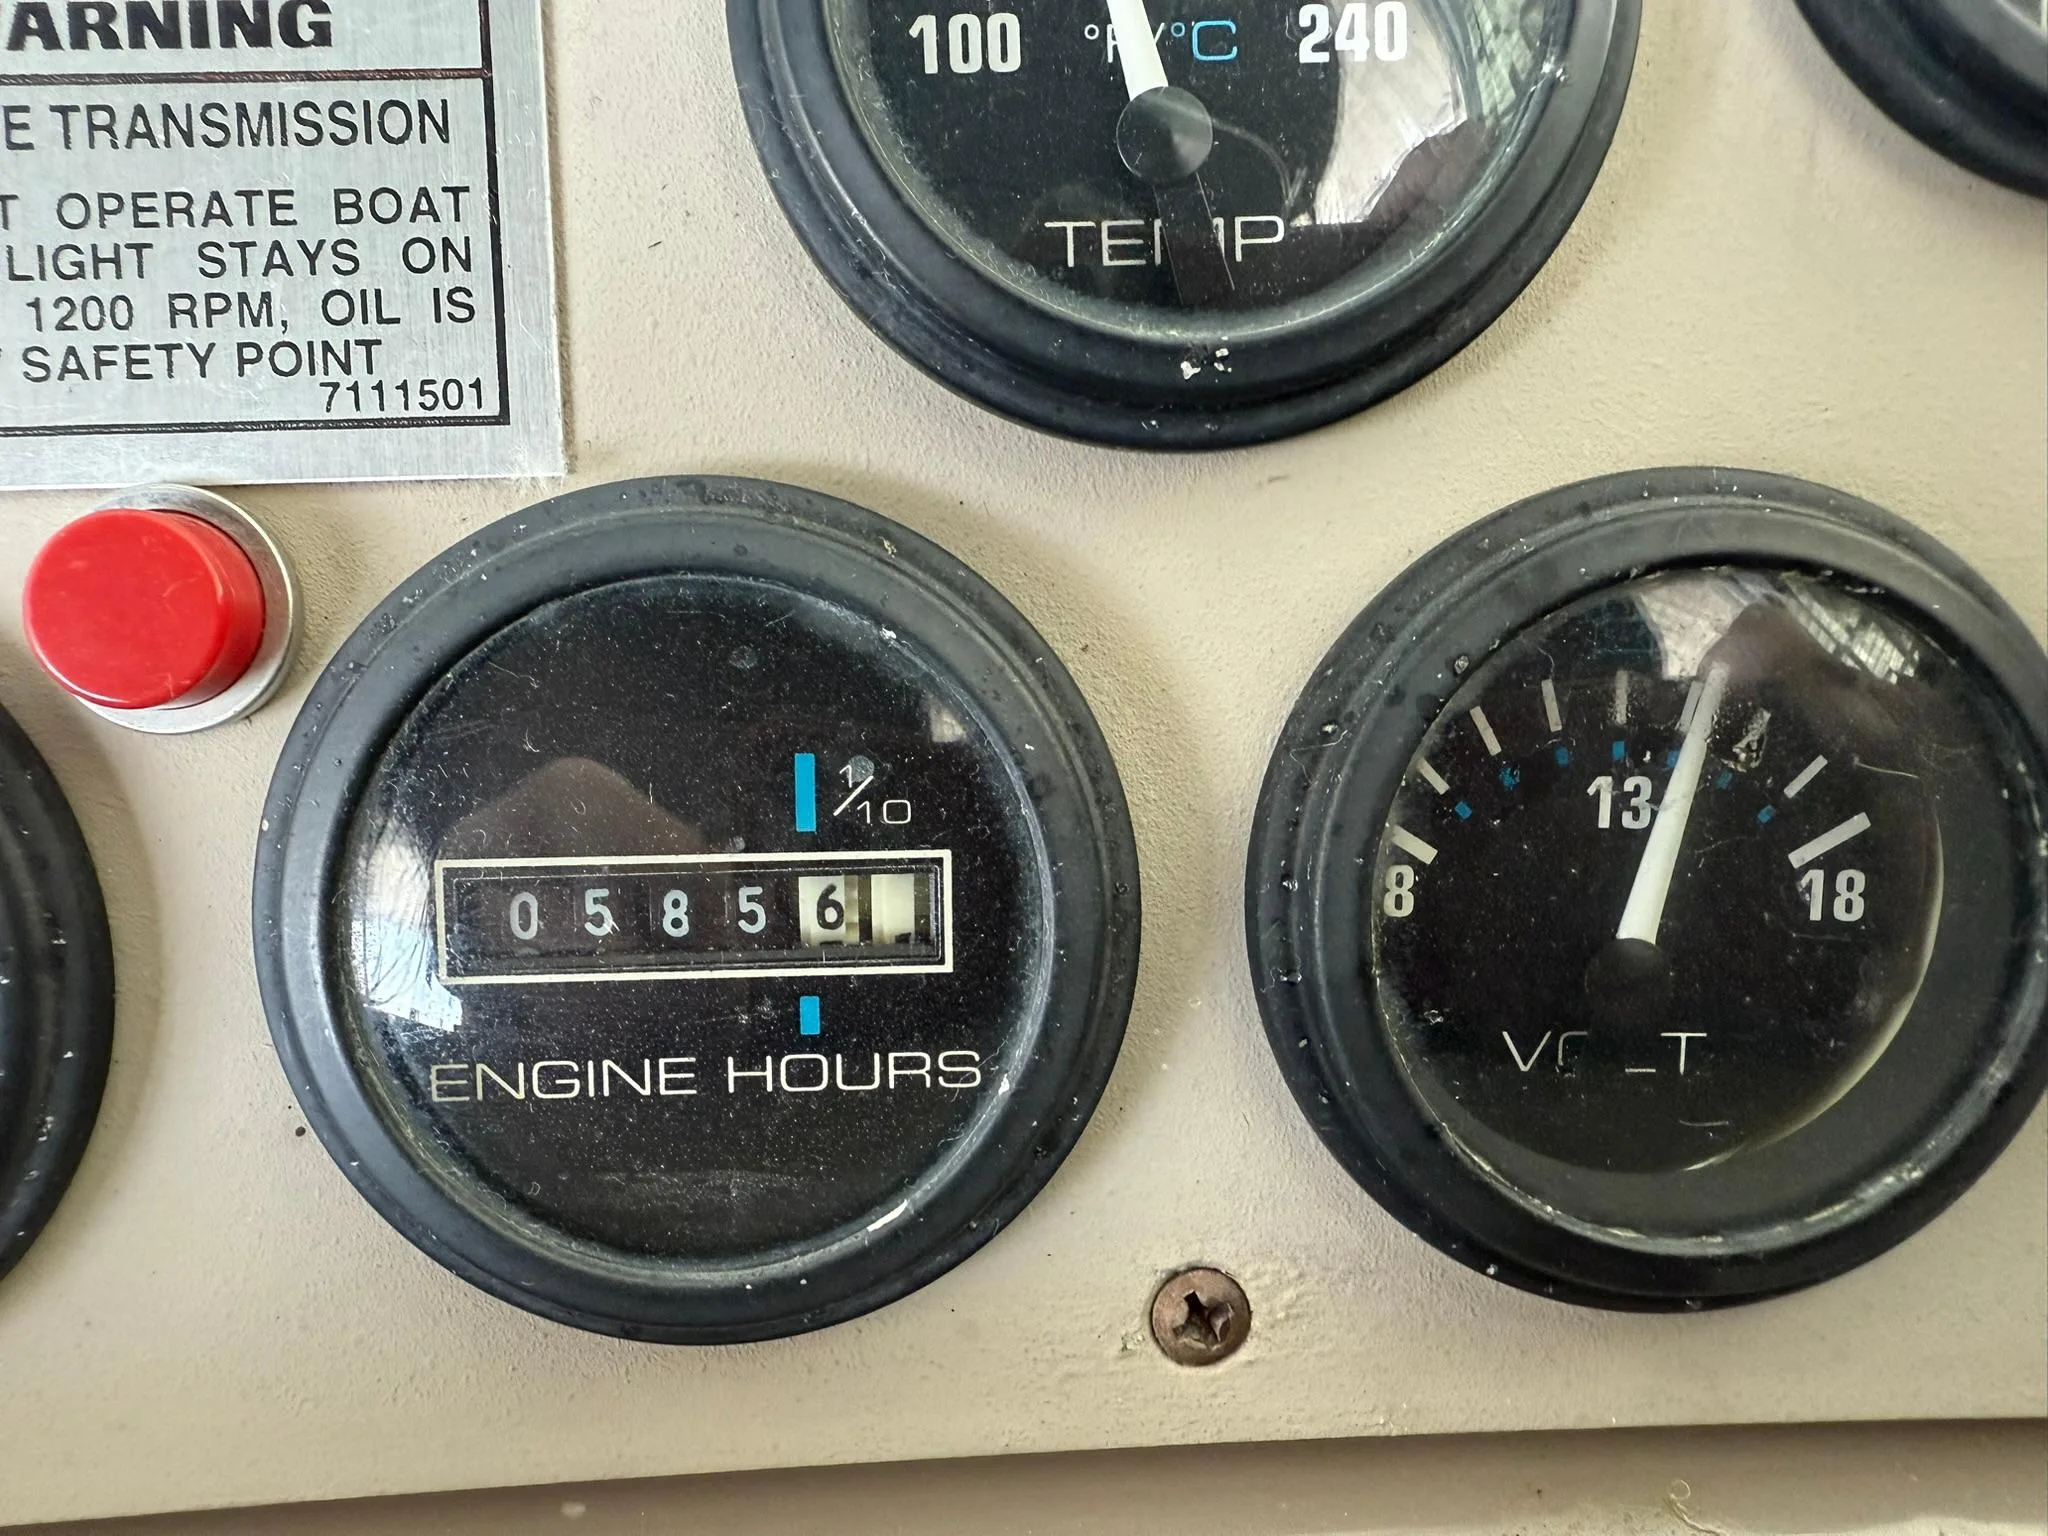 ARNING
E TRANSMISSION
T OPERATE BOAT
LIGHT STAYS ON
1200 RPM, OIL IS
SAFETY POINT
7111501
100 °F/°C 240
TEMP
1/10
0 5 8 5 6
ENGINE HOURS
13
8 18
VOLT